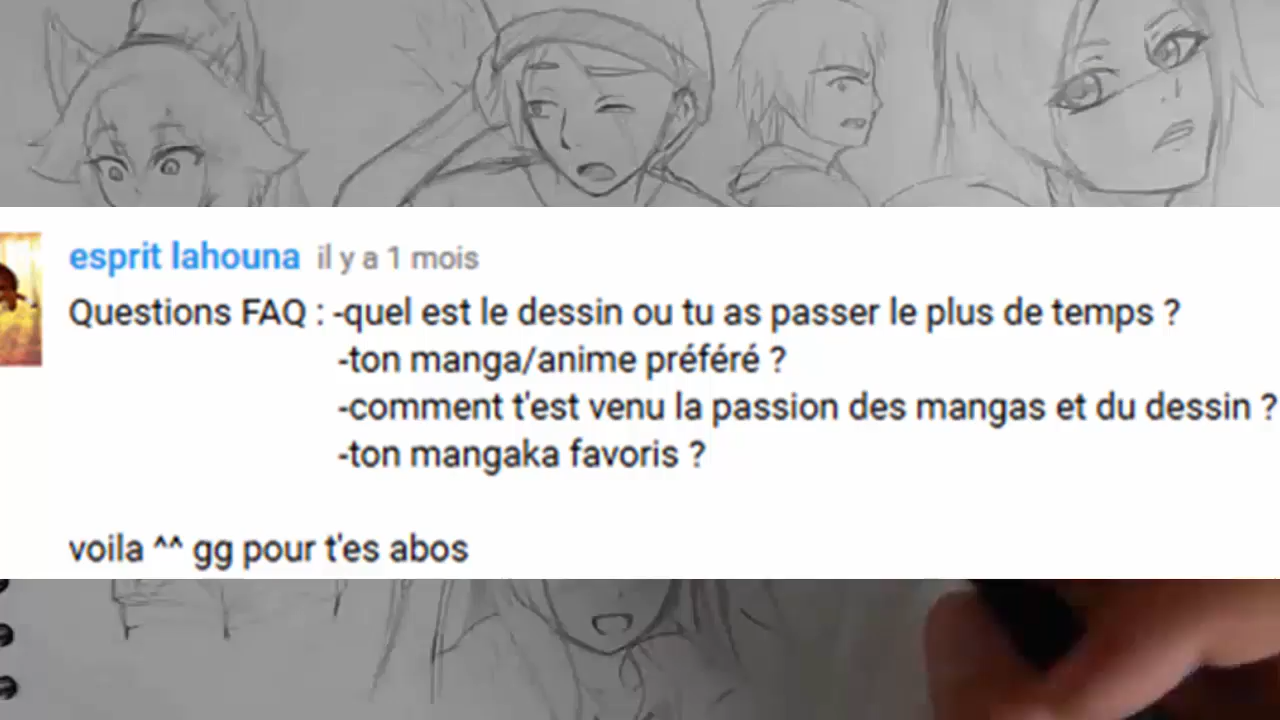 esprit lahouna il y a 1 mois
Questions FAQ : -quel est le dessin ou tu as passer le plus de temps ?
-ton manga/anime préféré ?
-comment t'est venu la passion des mangas et du dessin ?
-ton mangaka favoris ?
voila ^^ gg pour t'es abos